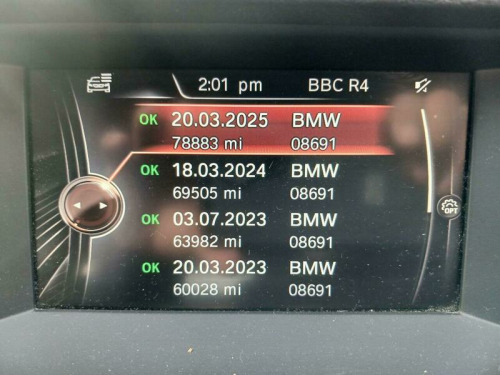 2:01 pm BBC R4
OK 20.03.2025 BMW
78883 mi 08691
OK 18.03.2024 BMW
69505 mi 08691
OK 03.07.2023 BMW
63982 mi 08691
OPT
OK 20.03.2023 BMW
60028 mi 08691